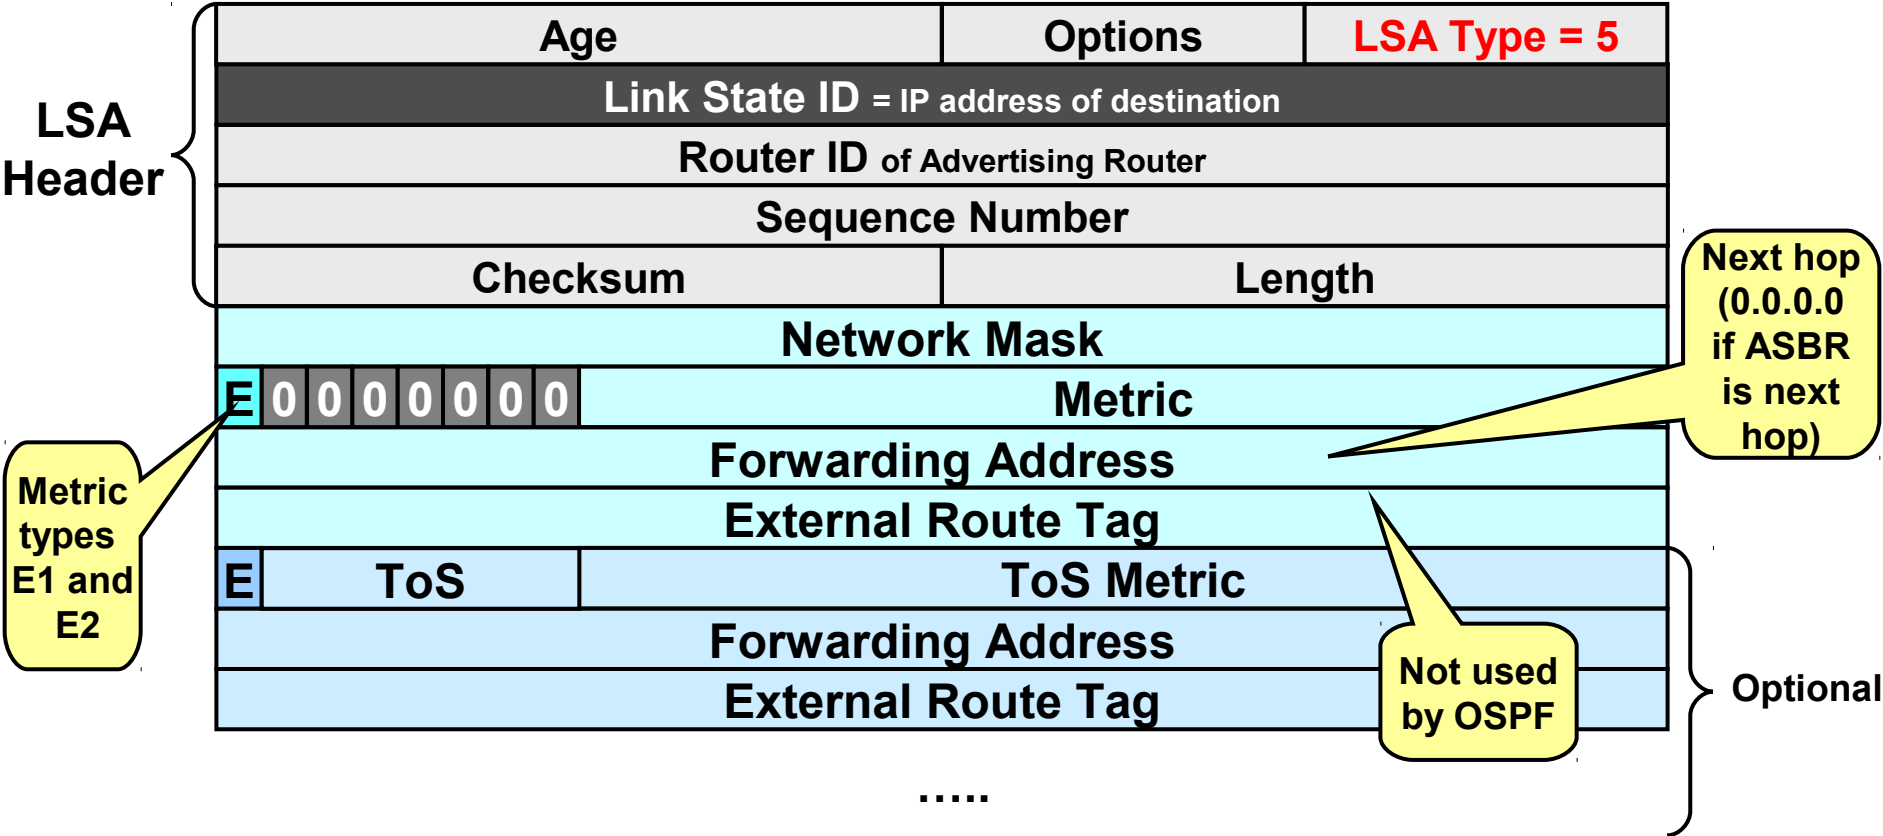 Age Options LSA Type = 5
Link State ID = IP address of destination
LSA
Header
Router ID of Advertising Router
Sequence Number
Checksum Length
Next hop
(0.0.0.0
if ASBR
is next
hop)
Network Mask
E 0 0 0 0 0 0 0 Metric
Forwarding Address
Metric
types
E1 and
E2
External Route Tag
E ToS ToS Metric
Forwarding Address
Not used
by OSPF
External Route Tag
Optional
.....